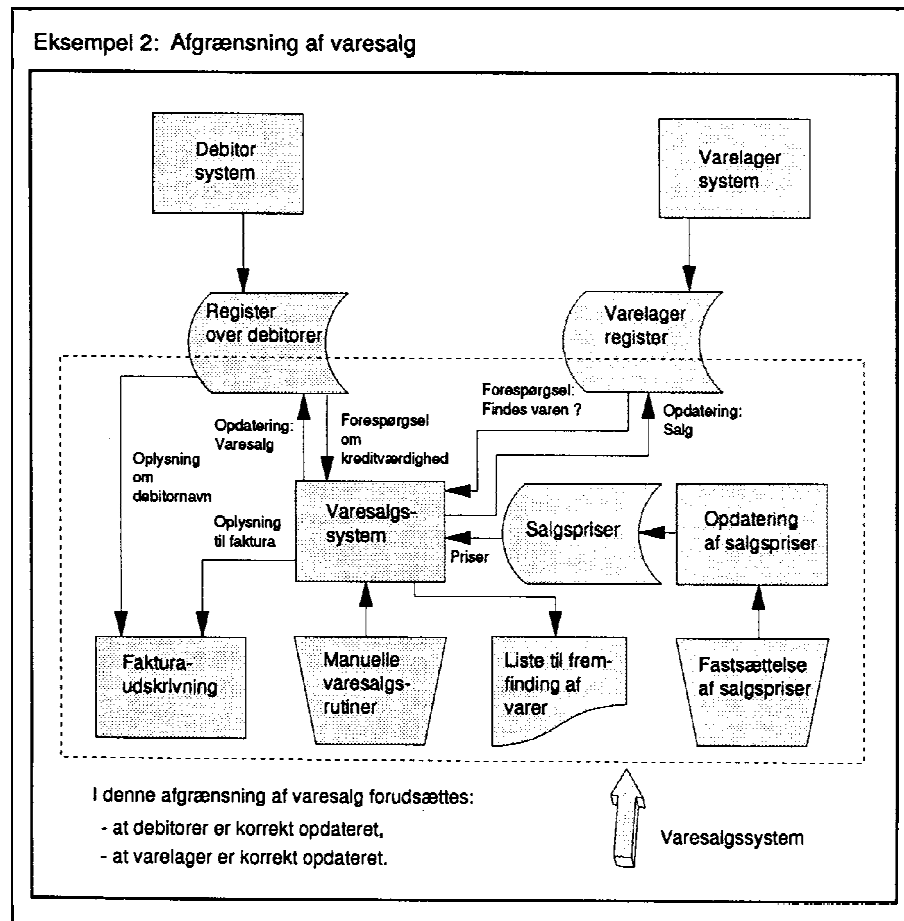 Eksempel 2: Afgrænsning af varesalg
Debitor
system
Varelager
system
Register
over debitorer
Varelager
register
Forespørgsel:
Findes varen ?
Opdatering:
Salg
Opdatering:
Varesalg
Forespørgsel
om
kreditværdighed
Oplysning
om
debitornavn
Oplysning
til faktura
Varesalgs-
system
Priser
Salgspriser
Opdatering
af salgspriser
Faktura-
udskrivning
Manuelle
varesalgs-
rutiner
Liste til frem-
finding af
varer
Fastsættelse
af salgspriser
I denne afgrænsning af varesalg forudsættes:
- at debitorer er korrekt opdateret,
- at varelager er korrekt opdateret.
Varesalgssystem